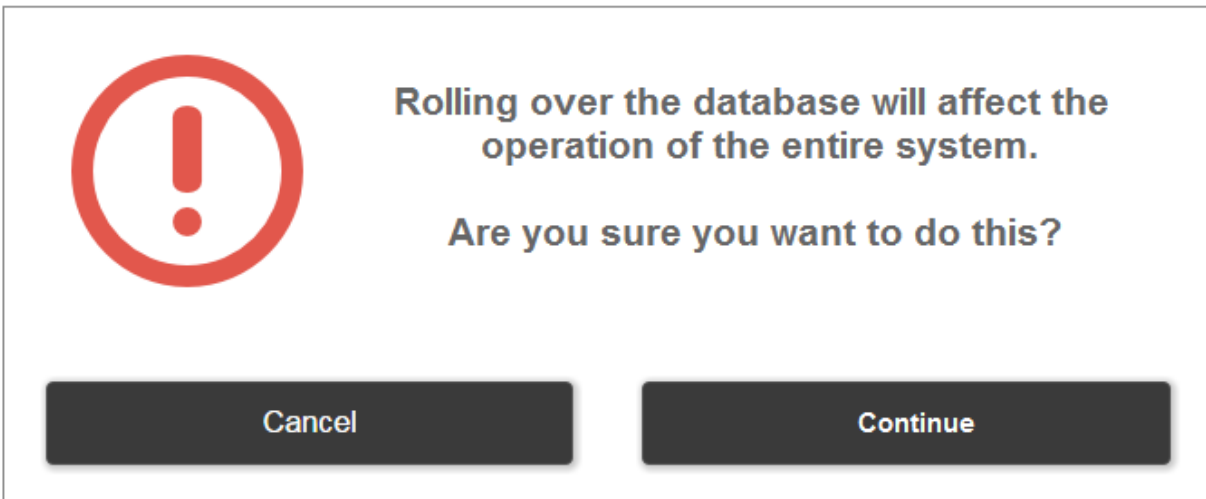 Rolling over the database will affect the
operation of the entire system.
Are you sure you want to do this?
Cancel
Continue